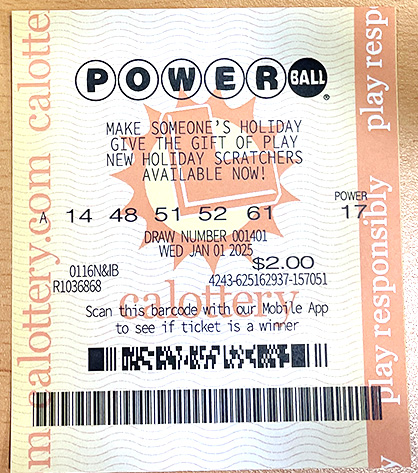 POWERBALL®
MAKE SOMEONE'S HOLIDAY
GIVE THE GIFT OF PLAY
NEW HOLIDAY SCRATCHERS
AVAILABLE NOW!
POWER
A 14 48 51 52 61 17
DRAW NUMBER 001401
WED JAN 01 2025
$2.00
0116N&IB 4243-625162937-157051
R1036868
calottery
Scan this barcode with our Mobile App
to see if ticket is a winner
m calottery.com calotte
play responsibly play resp